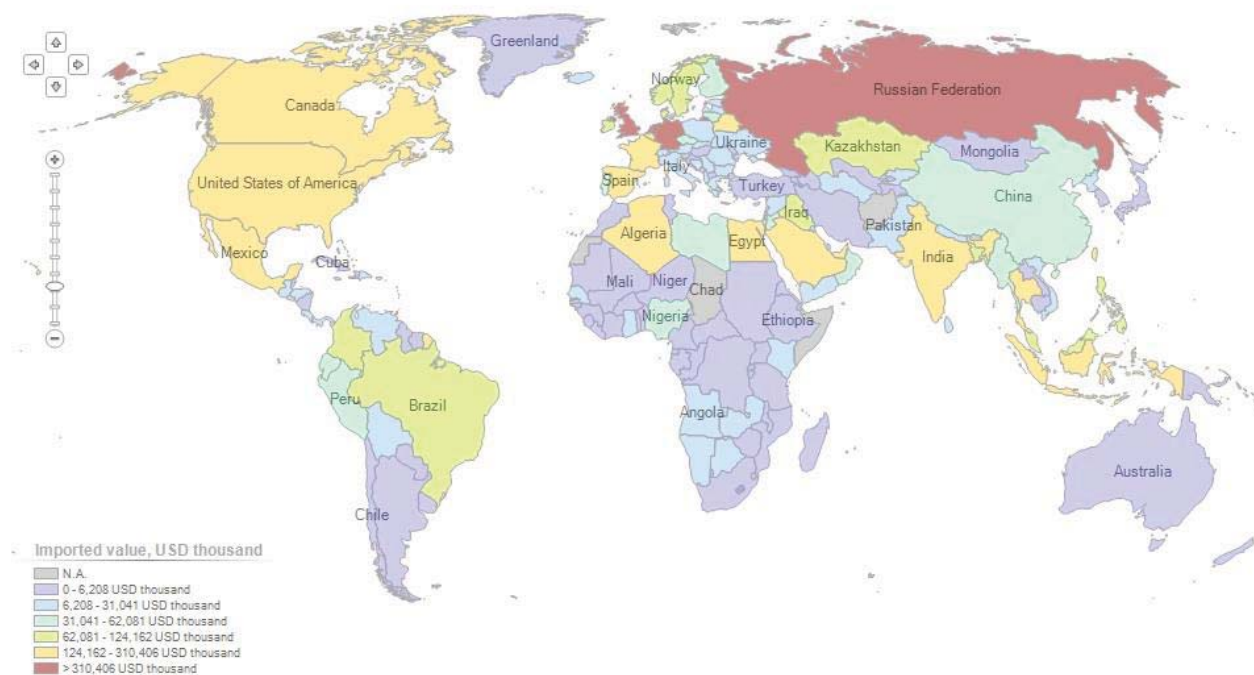 Greenland
Norway
Russian Federation
Canada
Ukraine
Kazakhstan
Mongolia
Italy
United States of America
Spain
Turkey
China
Iraq
Pakistan
Mexico
Algeria
Egypt
India
Cuba
Mali
Niger
Chad
Nigeria
Ethiopia
Peru
Brazil
Angola
Australia
Chile
Imported value, USD thousand
N.A.
0 - 6,208 USD thousand
6,208 - 31,041 USD thousand
31,041 - 62,081 USD thousand
62,081 - 124,162 USD thousand
124,162 - 310,406 USD thousand
> 310,406 USD thousand